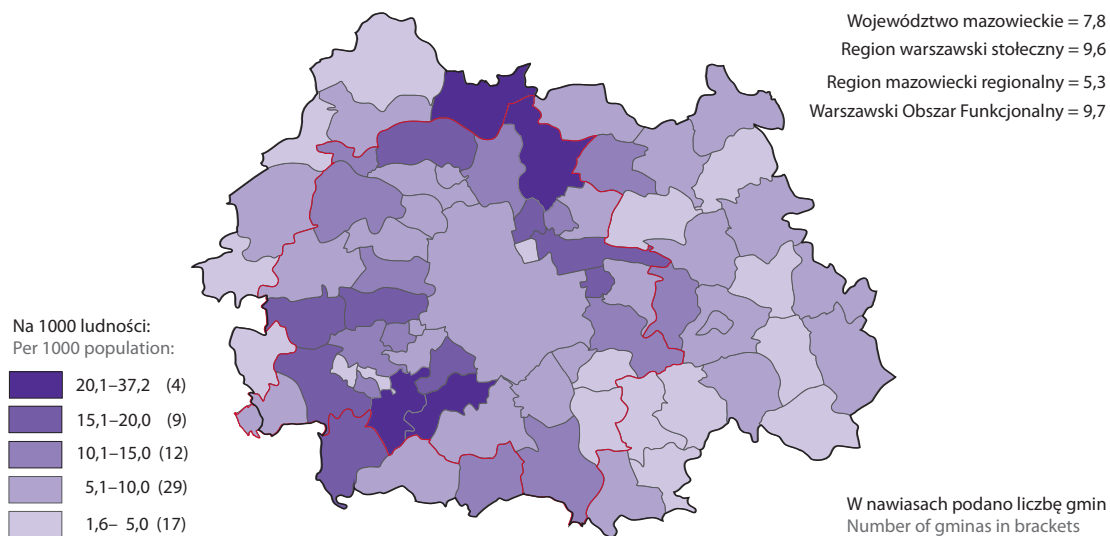 Województwo mazowieckie = 7,8
Region warszawski stołeczny = 9,6
Region mazowiecki regionalny = 5,3
Warszawski Obszar Funkcjonalny = 9,7
Na 1000 ludności:
Per 1000 population:
20,1–37,2 (4)
15,1–20,0 (9)
10,1–15,0 (12)
5,1–10,0 (29)
1,6– 5,0 (17)
W nawiasach podano liczbę gmin
Number of gminas in brackets